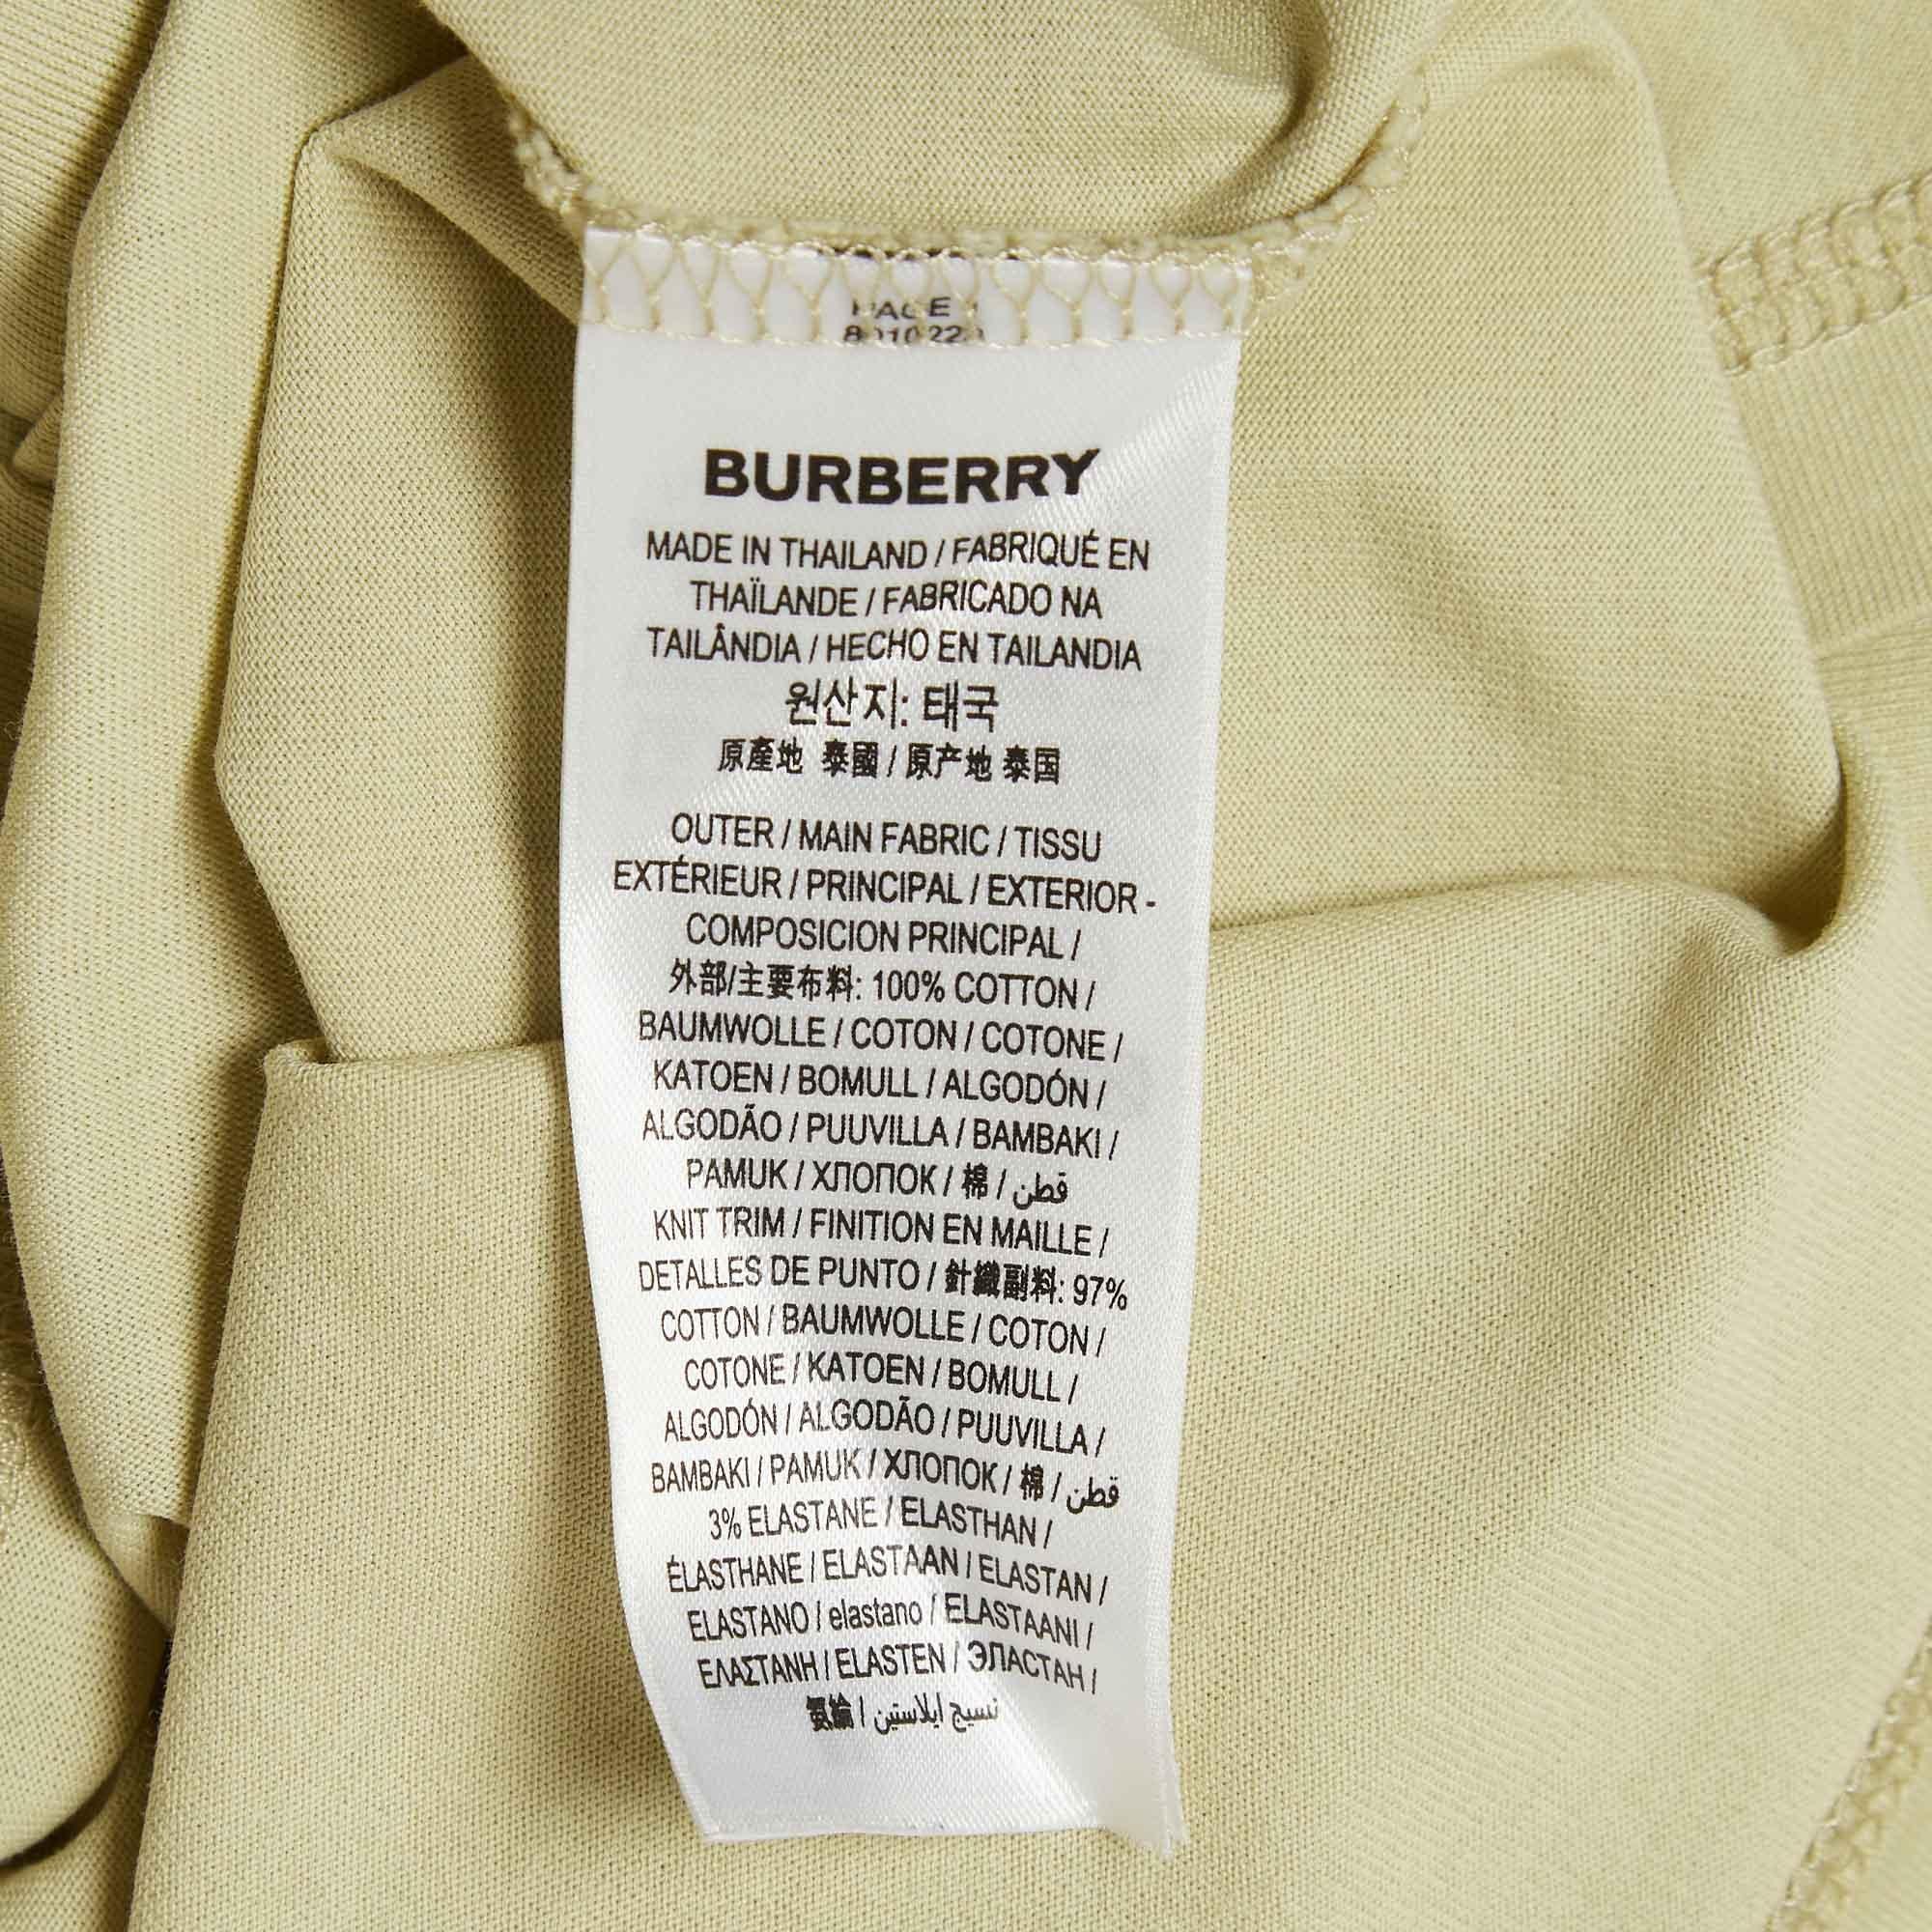 PAGE
BURBERRY
MADE IN THAILAND / FABRIQUÉ EN
THAÏLANDE / FABRICADO NA
TAILÂNDIA / HECHO EN TAILANDIA
원산지: 태국
原產地 泰國 / 原产地 泰国
OUTER / MAIN FABRIC / TISSU
EXTÉRIEUR / PRINCIPAL / EXTERIOR -
COMPOSICION PRINCIPAL /
外部/主要布料: 100% COTTON /
BAUMWOLLE / COTON / COTONE /
KATOEN / BOMULL / ALGODÓN /
ALGODÃO / PUUVILLA / BAMBAKI /
PAMUK / ХЛОПОК / 棉 / قطن
KNIT TRIM / FINITION EN MAILLE /
DETALLES DE PUNTO / 針織副料: 97%
COTTON / BAUMWOLLE / COTON /
COTONE / KATOEN / BOMULL /
ALGODÓN / ALGODÃO / PUUVILLA /
BAMBAKI / PAMUK / ХЛОПОК / 棉 / قطن
3% ELASTANE / ELASTHAN /
ÉLASTHANE / ELASTAAN / ELASTAN /
ELASTANO / elastano / ELASTAANI /
ΕΛΑΣΤΑΝΗ / ELASTEN / ЭЛАСТАН /
氨綸 / نسيج ايلاستين